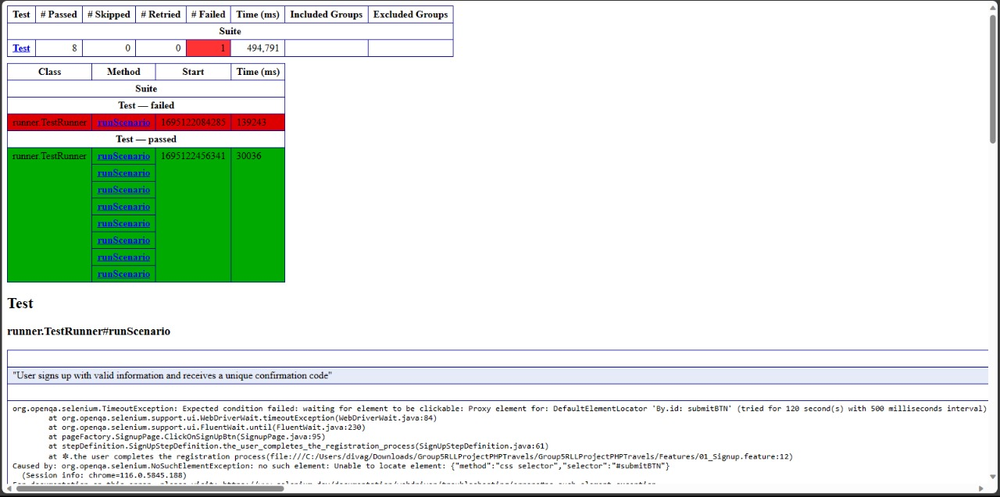 Test # Passed # Skipped # Retried # Failed Time (ms) Included Groups Excluded Groups
Suite
Test 8 0 0 1 494,791
Class Method Start Time (ms)
Suite
Test — failed
runner.TestRunner runScenario 1695122084285 139243
Test — passed
runner.TestRunner runScenario 1695122456341 30036
runScenario
runScenario
runScenario
runScenario
runScenario
runScenario
runScenario
Test
runner.TestRunner#runScenario
"User signs up with valid information and receives a unique confirmation code"
org.openqa.selenium.TimeoutException: Expected condition failed: waiting for element to be clickable: Proxy element for: DefaultElementLocator 'By.id: submitBTN' (tried for 120 second(s) with 500 milliseconds interval)
at org.openqa.selenium.support.ui.WebDriverWait.timeoutException(WebDriverWait.java:84)
at org.openqa.selenium.support.ui.FluentWait.until(FluentWait.java:230)
at pageFactory.SignupPage.ClickOnSignUpBtn(SignupPage.java:95)
at stepDefinition.SignUpStepDefinition.the_user_completes_the_registration_process(SignUpStepDefinition.java:61)
at ✽.the user completes the registration process(file:///C:/Users/divag/Downloads/Group5RLLProjectPHPTravels/Group5RLLProjectPHPTravels/Features/01_Signup.feature:12)
Caused by: org.openqa.selenium.NoSuchElementException: no such element: Unable to locate element: {"method":"css selector","selector":"#submitBTN"}
(Session info: chrome=116.0.5845.188)